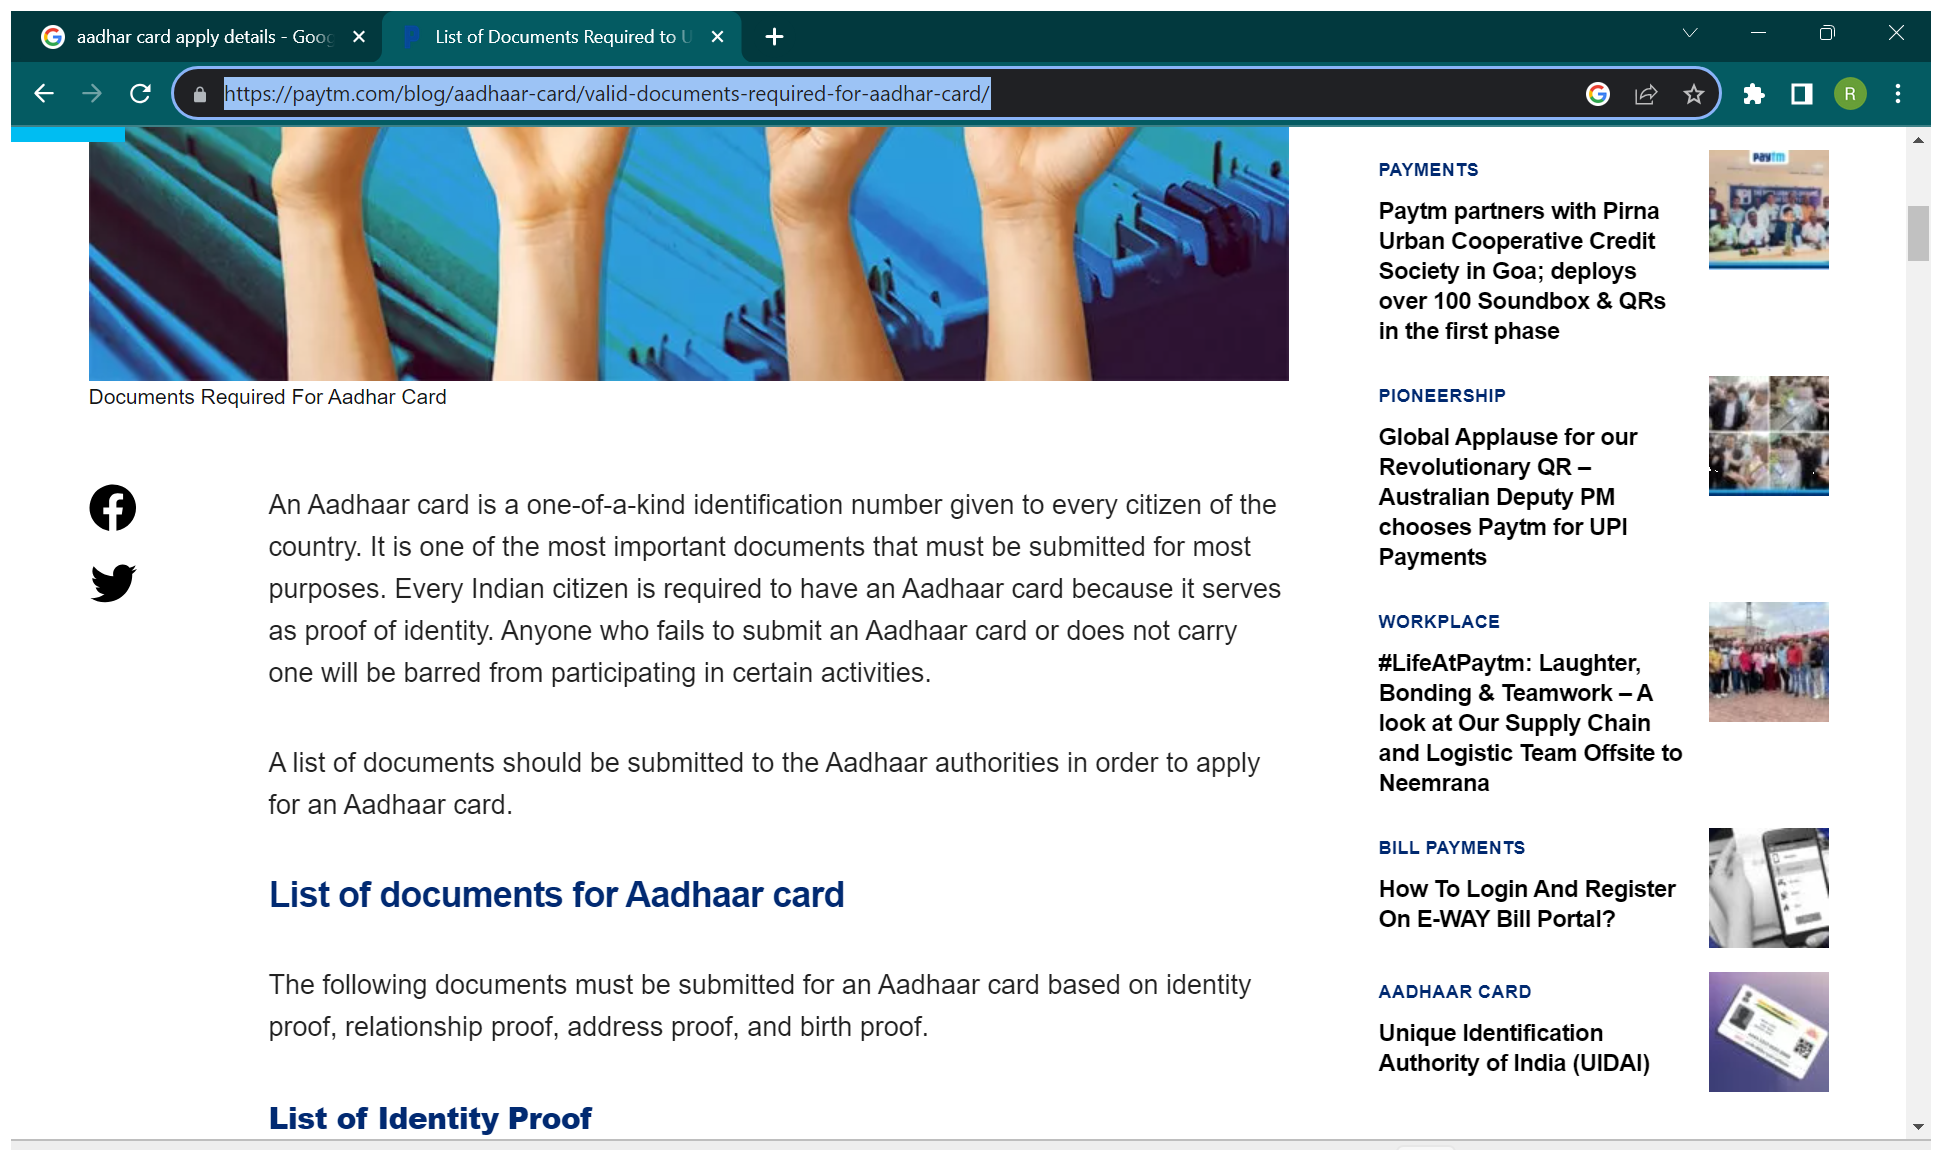 aadhar card apply details - Goog
List of Documents Required to U
https://paytm.com/blog/aadhaar-card/valid-documents-required-for-aadhar-card/
R
Documents Required For Aadhar Card
An Aadhaar card is a one-of-a-kind identification number given to every citizen of the
country. It is one of the most important documents that must be submitted for most
purposes. Every Indian citizen is required to have an Aadhaar card because it serves
as proof of identity. Anyone who fails to submit an Aadhaar card or does not carry
one will be barred from participating in certain activities.
A list of documents should be submitted to the Aadhaar authorities in order to apply
for an Aadhaar card.
List of documents for Aadhaar card
The following documents must be submitted for an Aadhaar card based on identity
proof, relationship proof, address proof, and birth proof.
List of Identity Proof
PAYMENTS
Paytm partners with Pirna
Urban Cooperative Credit
Society in Goa; deploys
over 100 Soundbox & QRs
in the first phase
paytm
PIONEERSHIP
Global Applause for our
Revolutionary QR –
Australian Deputy PM
chooses Paytm for UPI
Payments
WORKPLACE
#LifeAtPaytm: Laughter,
Bonding & Teamwork – A
look at Our Supply Chain
and Logistic Team Offsite to
Neemrana
BILL PAYMENTS
How To Login And Register
On E-WAY Bill Portal?
AADHAAR CARD
Unique Identification
Authority of India (UIDAI)